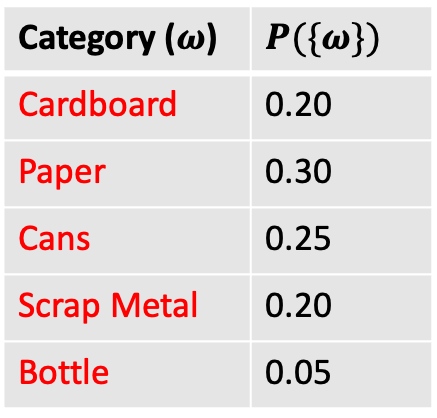 Category (ω) P({ω})
Cardboard 0.20
Paper 0.30
Cans 0.25
Scrap Metal 0.20
Bottle 0.05